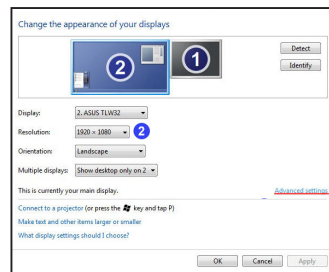 Change the appearance of your displays
2
1
Detect
Identify
Display: 2. ASUS TLW32
Resolution: 1920 × 1080 2
Orientation: Landscape
Multiple displays: Show desktop only on 2
This is currently your main display. Advanced settings
Connect to a projector (or press the key and tap P)
Make text and other items larger or smaller
What display settings should I choose?
OK Cancel Apply